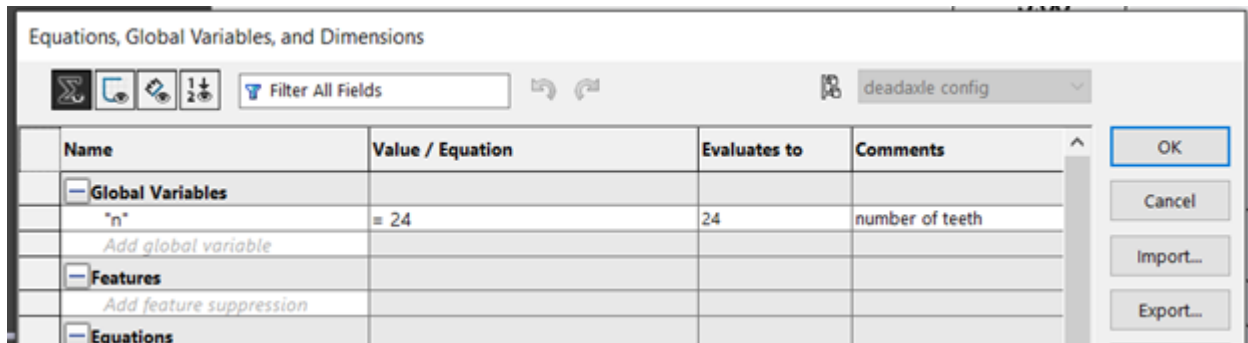 Equations, Global Variables, and Dimensions
Filter All Fields deadaxle config
Name Value / Equation Evaluates to Comments
OK
Global Variables
Cancel
"n" = 24 24 number of teeth
Add global variable
Import...
Features
Add feature suppression
Export...
Equations